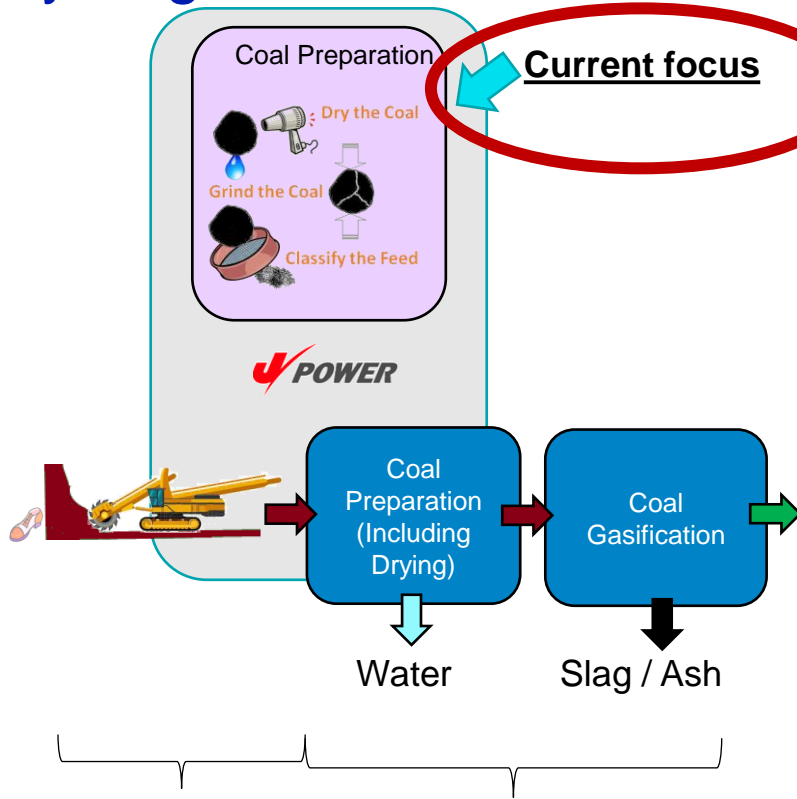 Coal Preparation
Current focus
Dry the Coal
Grind the Coal
Classify the Feed
J POWER
Coal
Preparation
(Including
Drying)
Coal
Gasification
Water
Slag / Ash